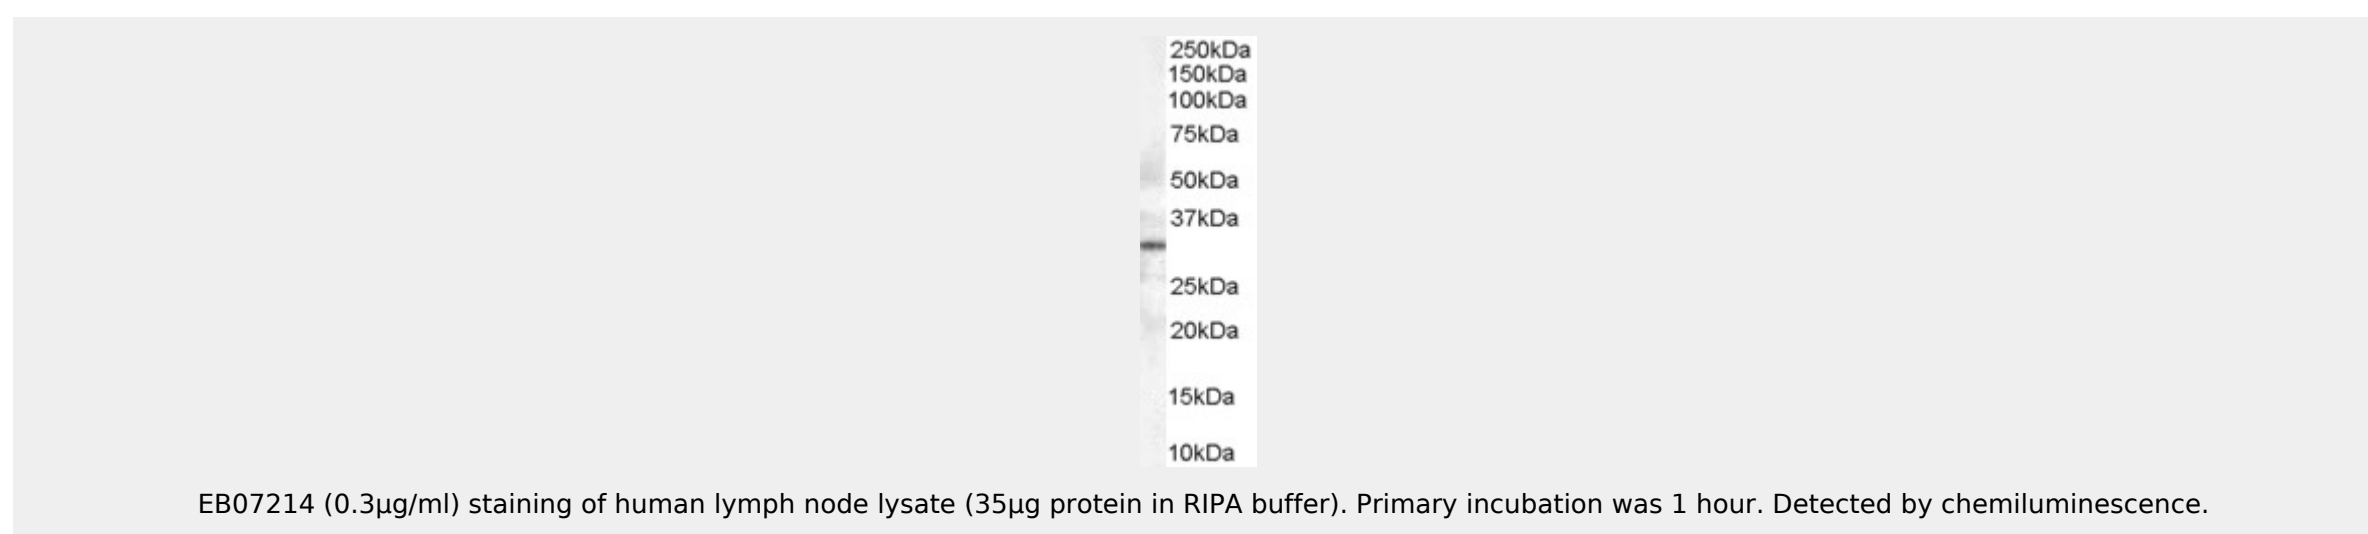 250kDa
150kDa
100kDa
75kDa
50kDa
37kDa
25kDa
20kDa
15kDa
10kDa
EB07214 (0.3µg/ml) staining of human lymph node lysate (35µg protein in RIPA buffer). Primary incubation was 1 hour. Detected by chemiluminescence.